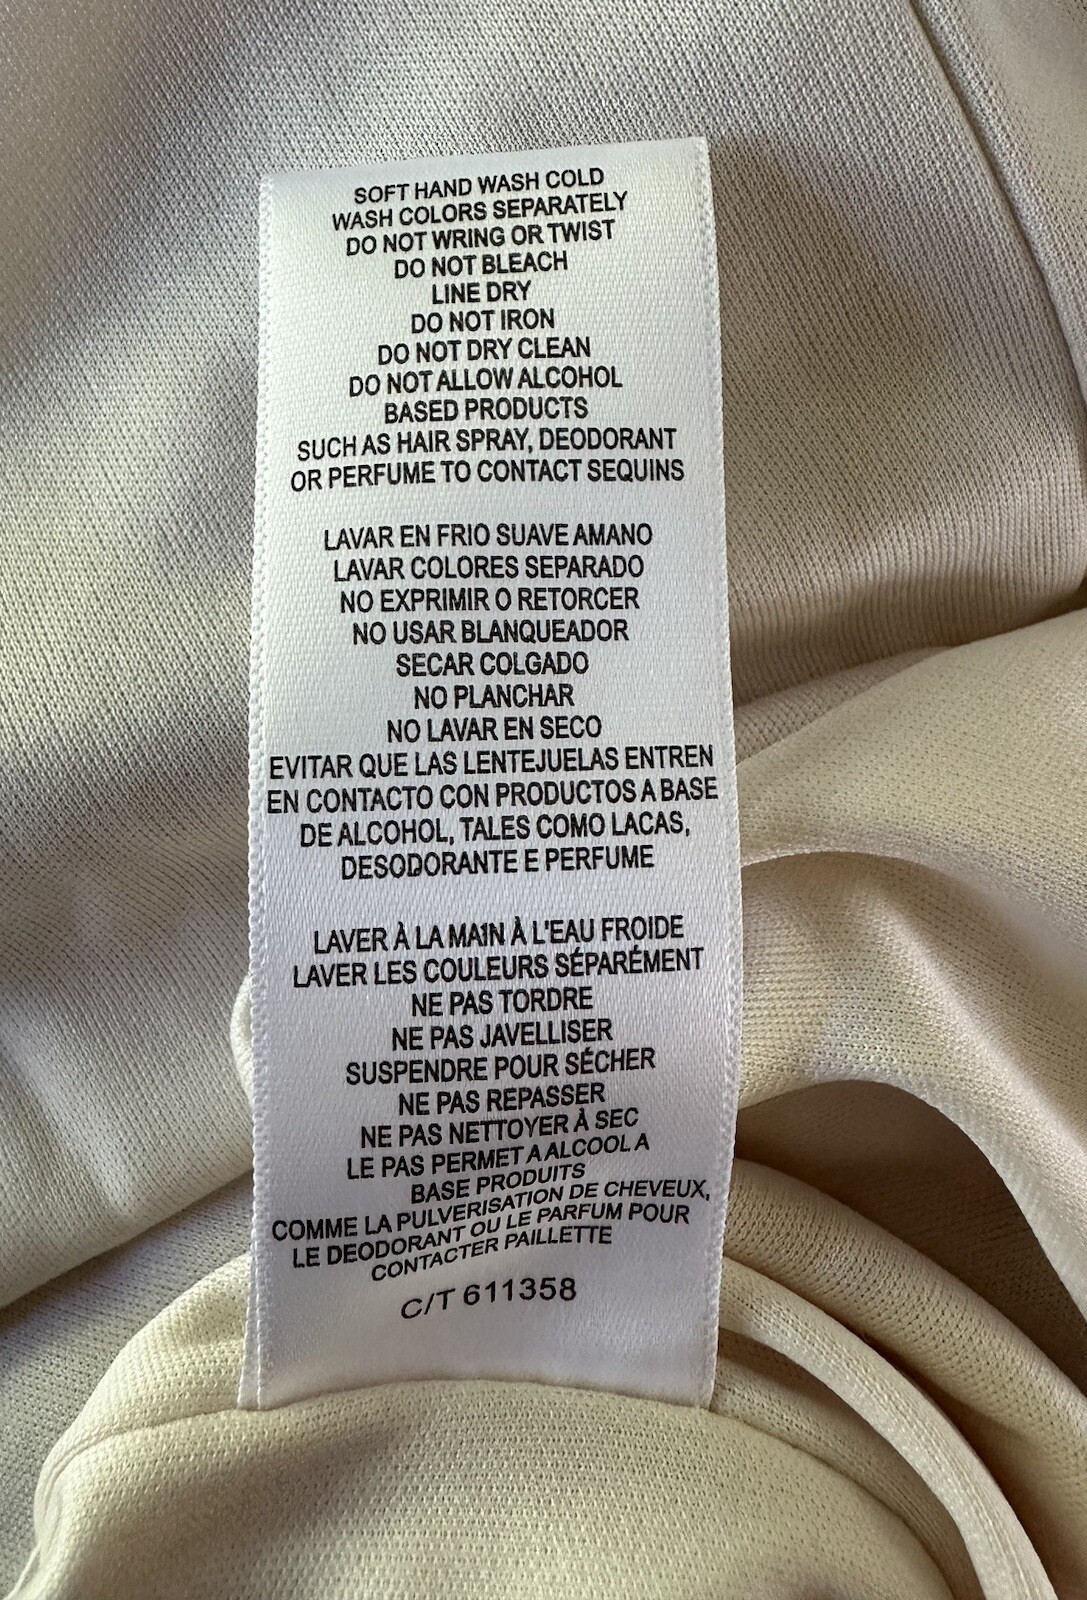 SOFT HAND WASH COLD
WASH COLORS SEPARATELY
DO NOT WRING OR TWIST
DO NOT BLEACH
LINE DRY
DO NOT IRON
DO NOT DRY CLEAN
DO NOT ALLOW ALCOHOL
BASED PRODUCTS
SUCH AS HAIR SPRAY, DEODORANT
OR PERFUME TO CONTACT SEQUINS
LAVAR EN FRIO SUAVE AMANO
LAVAR COLORES SEPARADO
NO EXPRIMIR O RETORCER
NO USAR BLANQUEADOR
SECAR COLGADO
NO PLANCHAR
NO LAVAR EN SECO
EVITAR QUE LAS LENTEJUELAS ENTREN
EN CONTACTO CON PRODUCTOS A BASE
DE ALCOHOL, TALES COMO LACAS,
DESODORANTE E PERFUME
LAVER À LA MAIN À L'EAU FROIDE
LAVER LES COULEURS SÉPARÉMENT
NE PAS TORDRE
NE PAS JAVELLISER
SUSPENDRE POUR SÉCHER
NE PAS REPASSER
NE PAS NETTOYER À SEC
LE PAS PERMET A ALCOOL A
BASE PRODUITS
COMME LA PULVERISATION DE CHEVEUX,
LE DEODORANT OU LE PARFUM POUR
CONTACTER PAILLETTE
C/T 611358